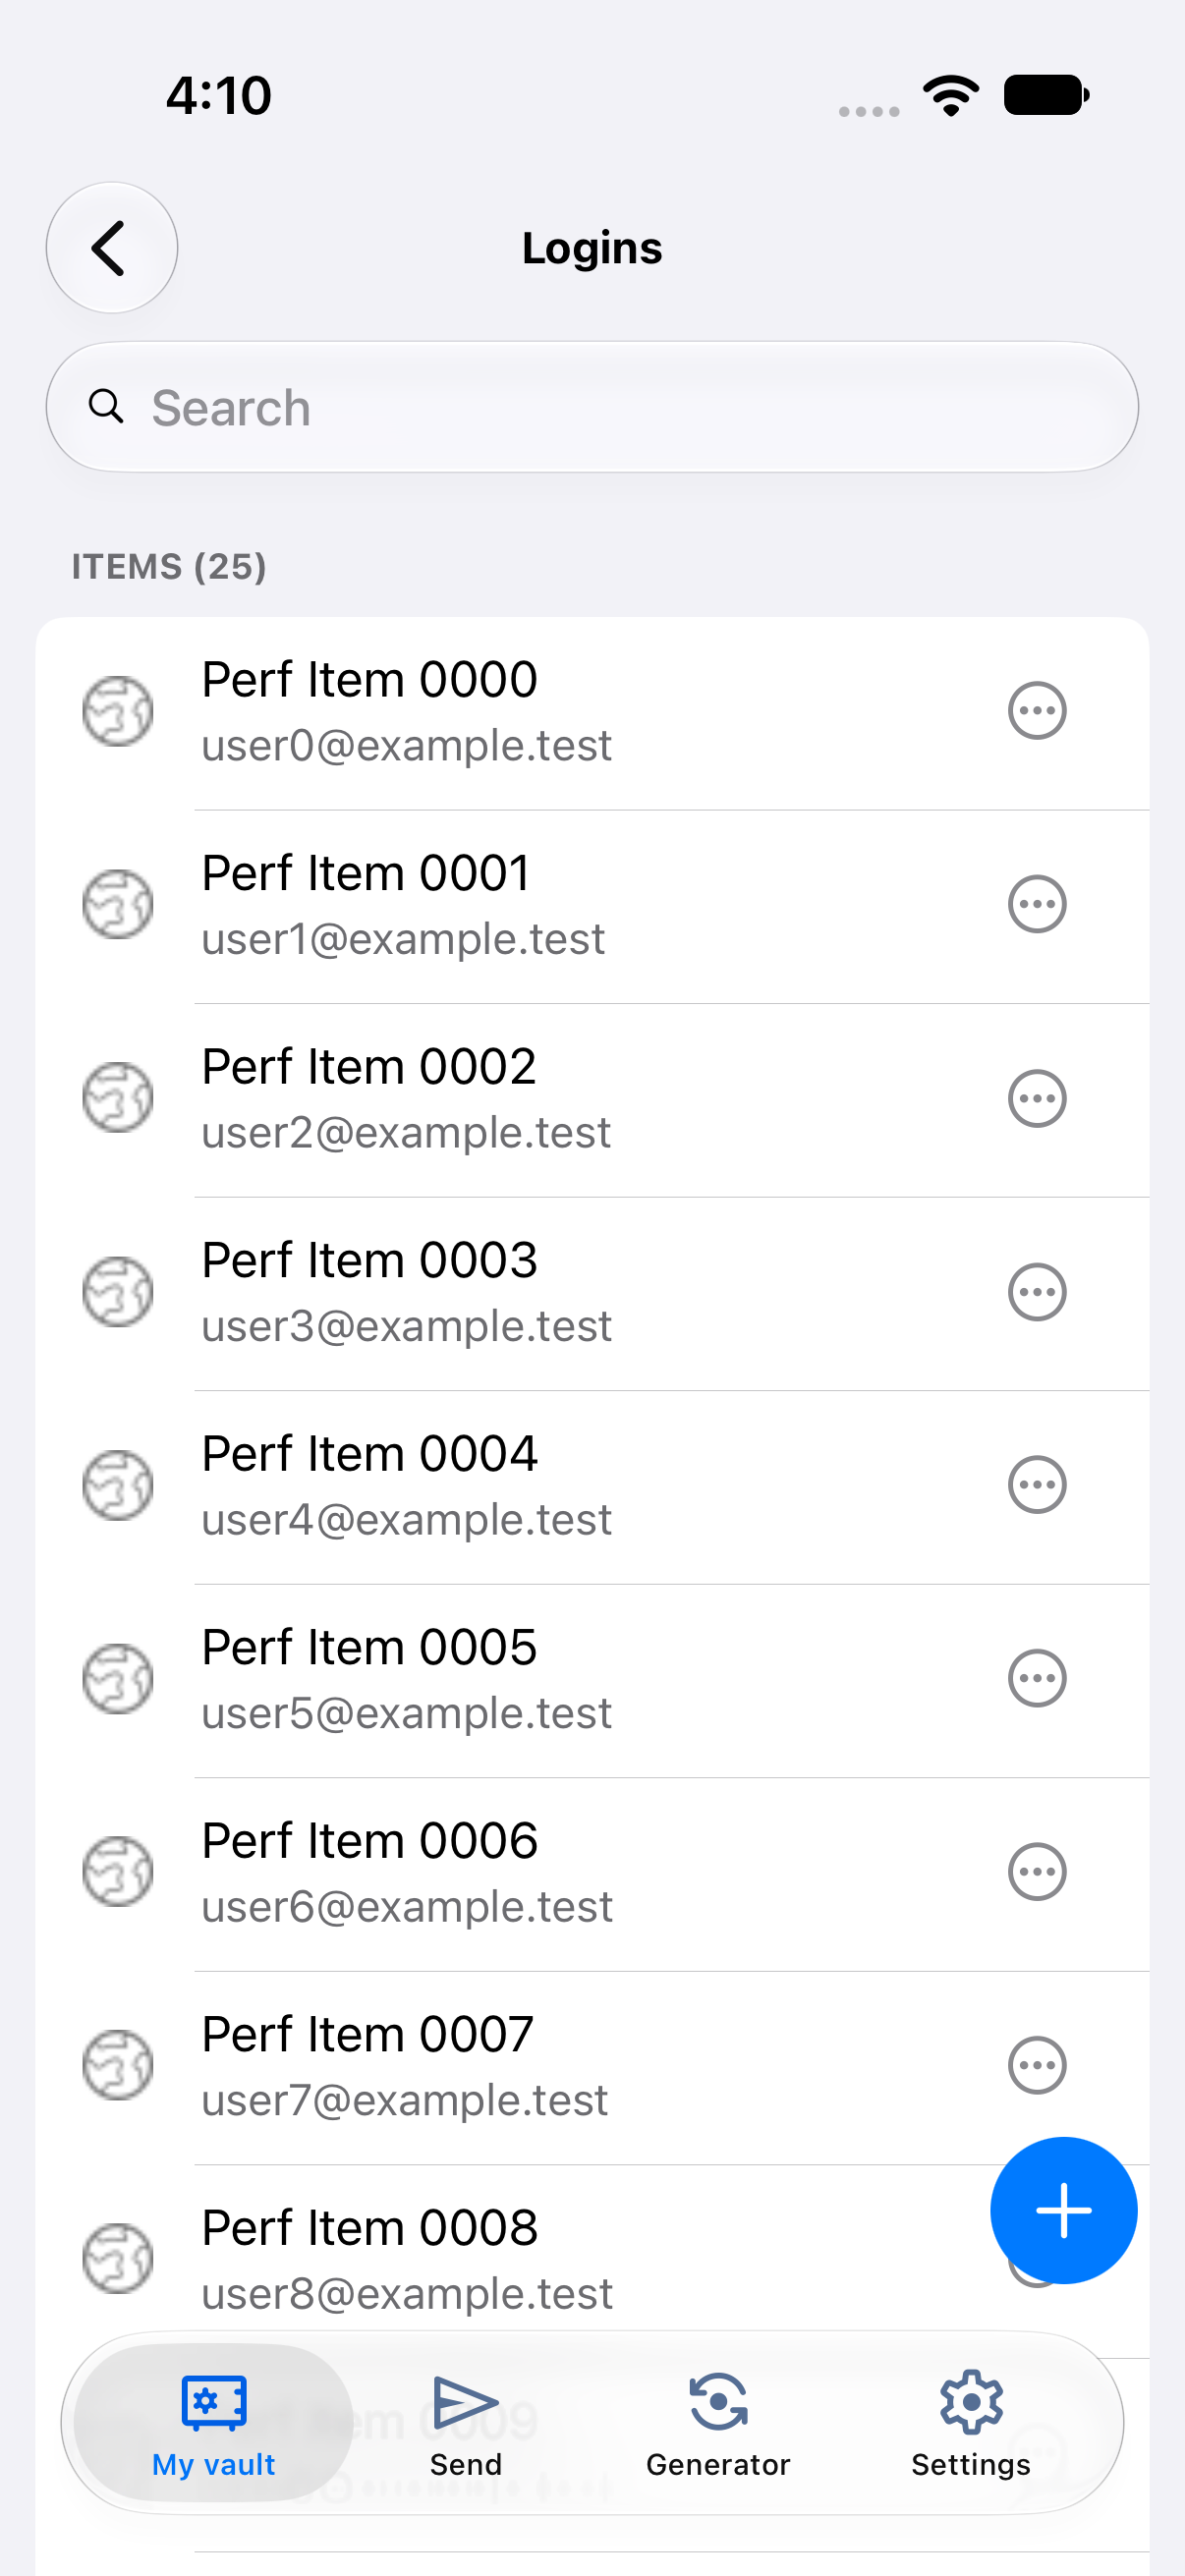 4:10
Logins
Search
ITEMS (25)
Perf Item 0000
user0@example.test
Perf Item 0001
user1@example.test
Perf Item 0002
user2@example.test
Perf Item 0003
user3@example.test
Perf Item 0004
user4@example.test
Perf Item 0005
user5@example.test
Perf Item 0006
user6@example.test
Perf Item 0007
user7@example.test
Perf Item 0008
user8@example.test
My vault
Send
Generator
Settings